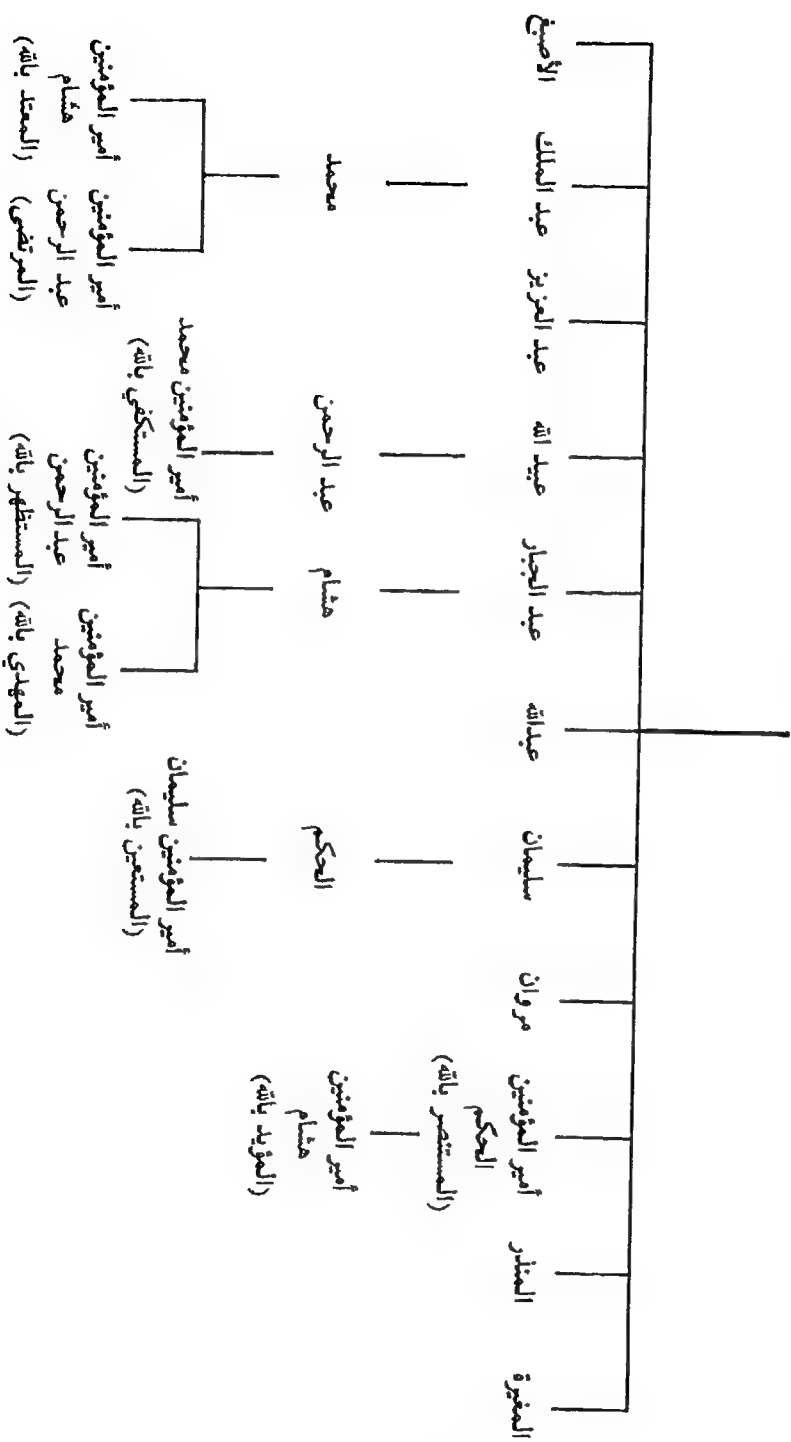 المغيرة
المنذر
أمير المؤمنين
الحكم
(المستنصر بالله)
مروان
سليمان
عبدالله
عبد الجبار
عبيد الله
عبد العزيز
عبد الملك
الأصبغ
أمير المؤمنين
هشام
(المؤيد بالله)
الحكم
هشام
عبد الرحمن
محمد
أمير المؤمنين سليمان
(المستعين بالله)
أمير المؤمنين
محمد
(المهدي بالله)
أمير المؤمنين
عبد الرحمن
(المستظهر بالله)
أمير المؤمنين محمد
(المستكفي بالله)
أمير المؤمنين
عبد الرحمن
(المرتضى)
أمير المؤمنين
هشام
(المعتد بالله)